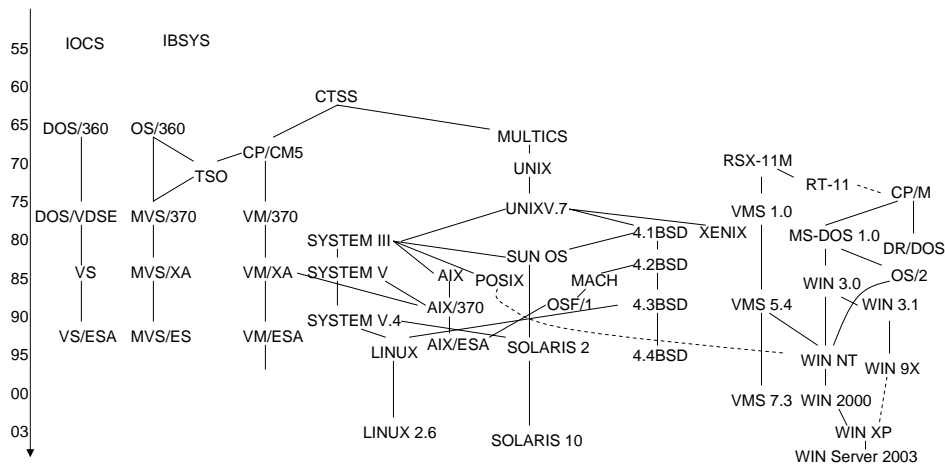 55
IOCS
IBSYS
60
CTSS
65
DOS/360
OS/360
MULTICS
CP/CM5
70
TSO
UNIX
RSX-11M
RT-11
CP/M
75
DOS/VDSE
MVS/370
VM/370
UNIXV.7
VMS 1.0
80
SYSTEM III
SUN OS
4.1BSD
XENIX
MS-DOS 1.0
DR/DOS
85
VS
MVS/XA
VM/XA
SYSTEM V
AIX
POSIX
MACH
4.2BSD
WIN 3.0
OS/2
AIX/370
OSF/1
4.3BSD
VMS 5.4
WIN 3.1
90
SYSTEM V.4
VS/ESA
MVS/ES
VM/ESA
AIX/ESA
95
LINUX
SOLARIS 2
4.4BSD
WIN NT
WIN 9X
00
VMS 7.3
WIN 2000
03
LINUX 2.6
SOLARIS 10
WIN XP
WIN Server 2003